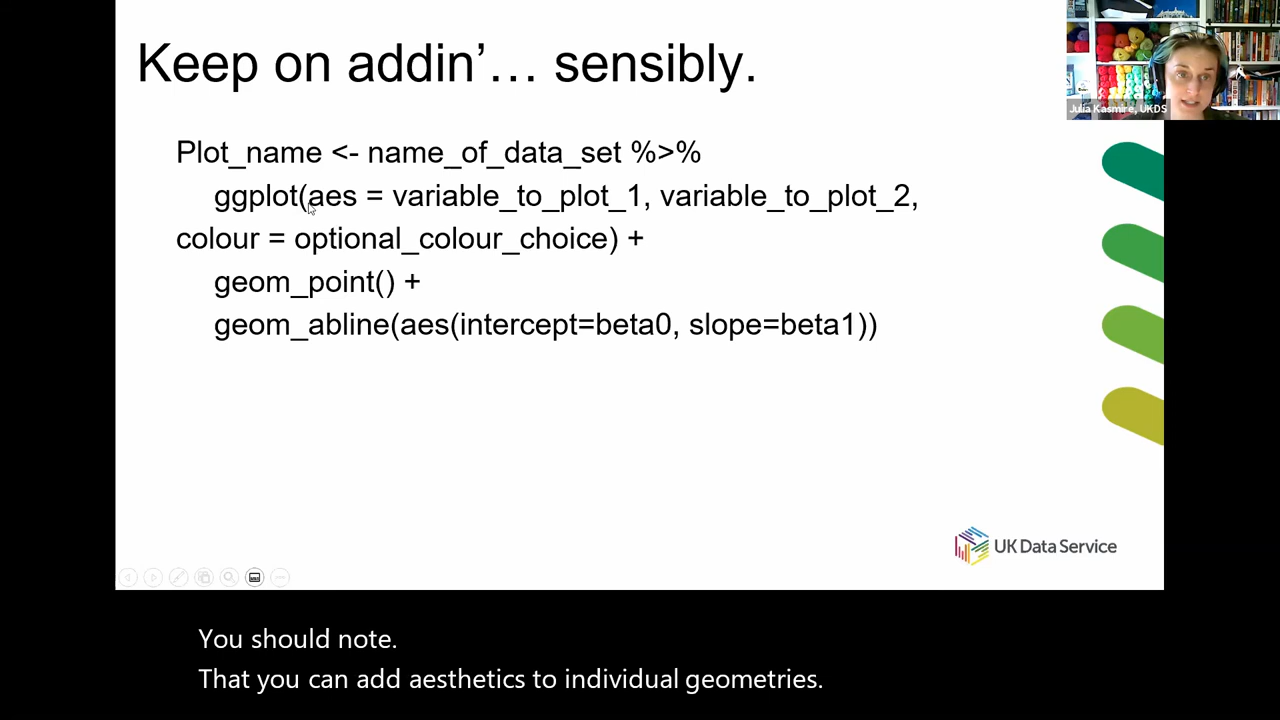 Keep on addin’… sensibly.
Julia Kasmire, UKDS
Plot_name <- name_of_data_set %>%
ggplot(aes = variable_to_plot_1, variable_to_plot_2,
colour = optional_colour_choice) +
geom_point() +
geom_abline(aes(intercept=beta0, slope=beta1))
UK Data Service
You should note.
That you can add aesthetics to individual geometries.